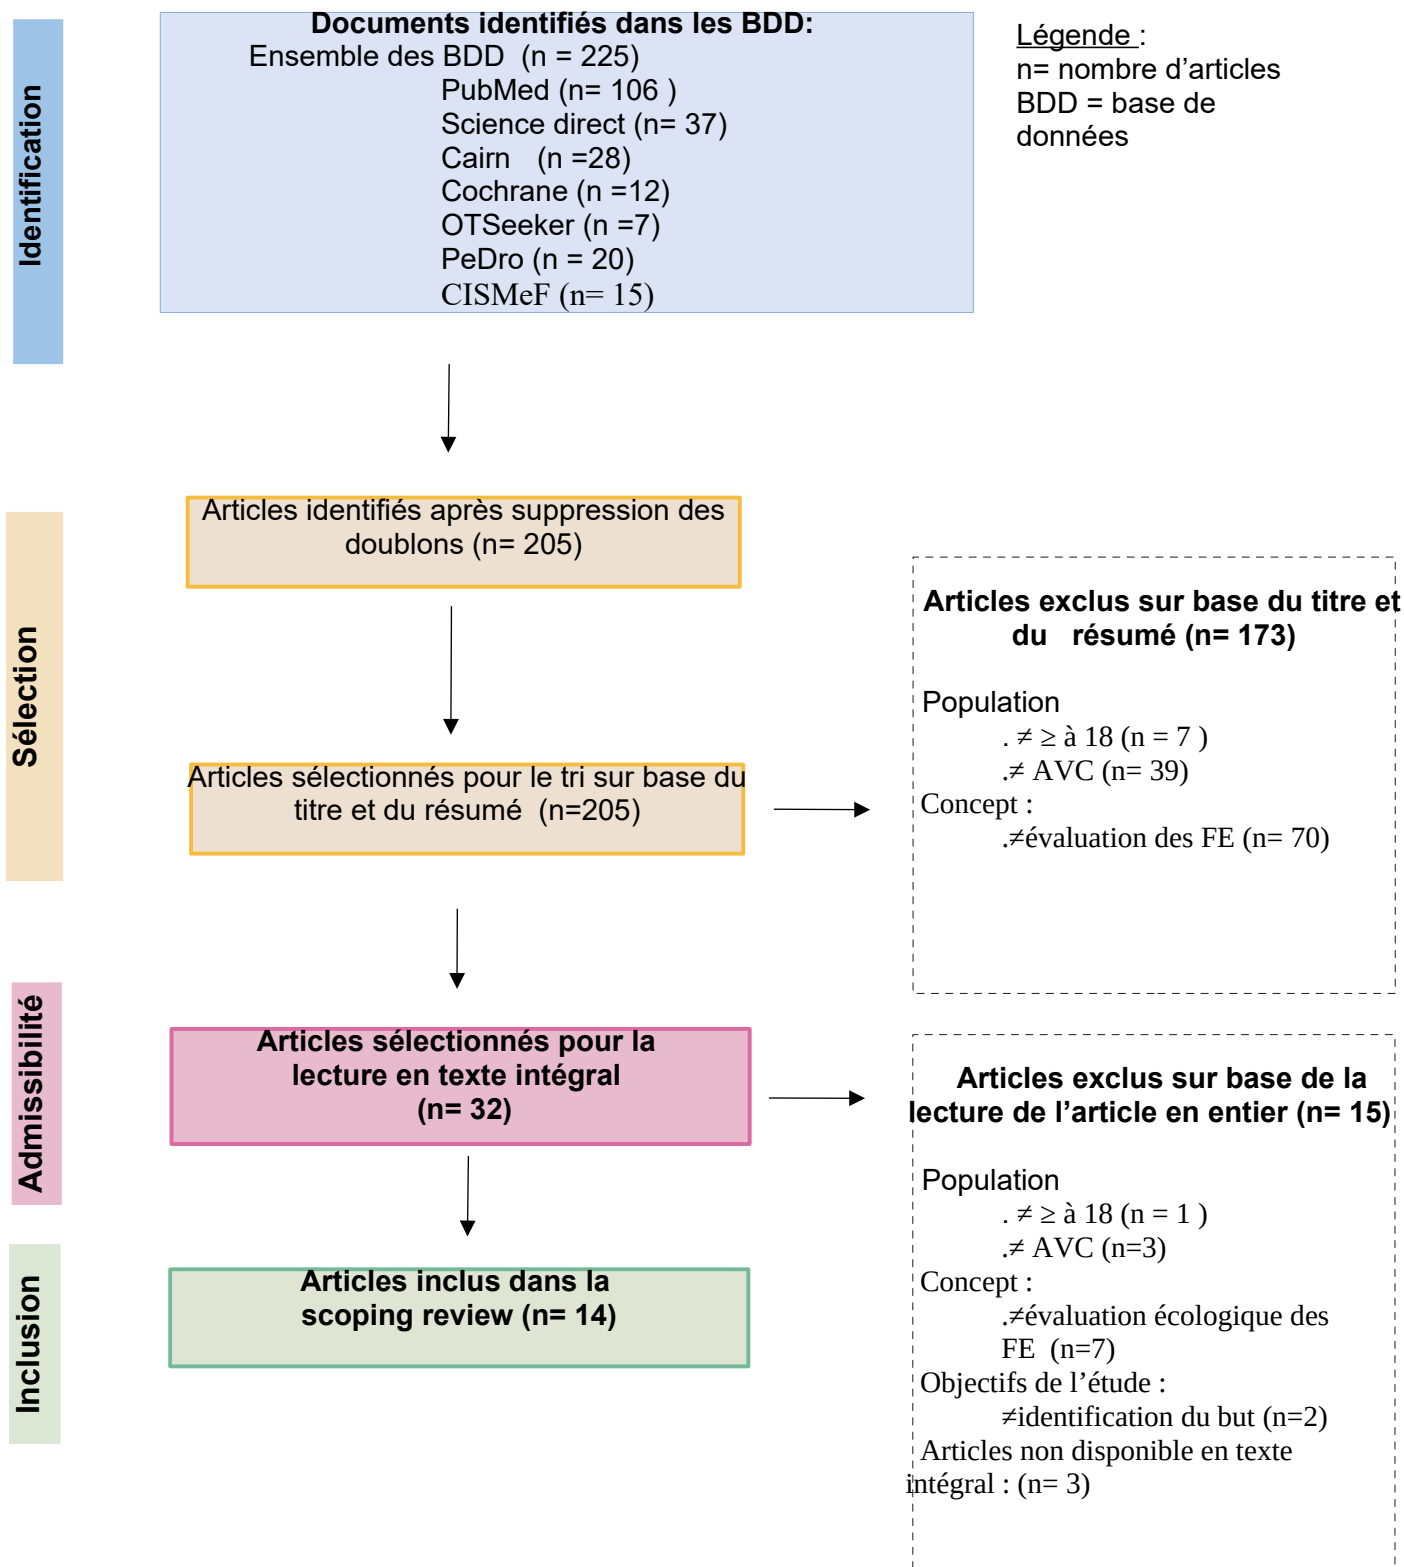 Identification
Documents identifiés dans les BDD:
Ensemble des BDD (n = 225)
PubMed (n= 106 )
Science direct (n= 37)
Cairn (n =28)
Cochrane (n =12)
OTSeeker (n =7)
PeDro (n = 20)
CISMeF (n= 15)
Légende :
n= nombre d’articles
BDD = base de
données
Sélection
Articles identifiés après suppression des
doublons (n= 205)
Articles sélectionnés pour le tri sur base du
titre et du résumé (n=205)
Articles exclus sur base du titre et
du résumé (n= 173)
Population
. ≠ ≥ à 18 (n = 7 )
.≠ AVC (n= 39)
Concept :
.≠évaluation des FE (n= 70)
Admissibilité
Articles sélectionnés pour la
lecture en texte intégral
(n= 32)
Articles exclus sur base de la
lecture de l’article en entier (n= 15)
Population
. ≠ ≥ à 18 (n = 1 )
.≠ AVC (n=3)
Concept :
.≠évaluation écologique des
FE (n=7)
Objectifs de l’étude :
≠identification du but (n=2)
Articles non disponible en texte
intégral : (n= 3)
Inclusion
Articles inclus dans la
scoping review (n= 14)